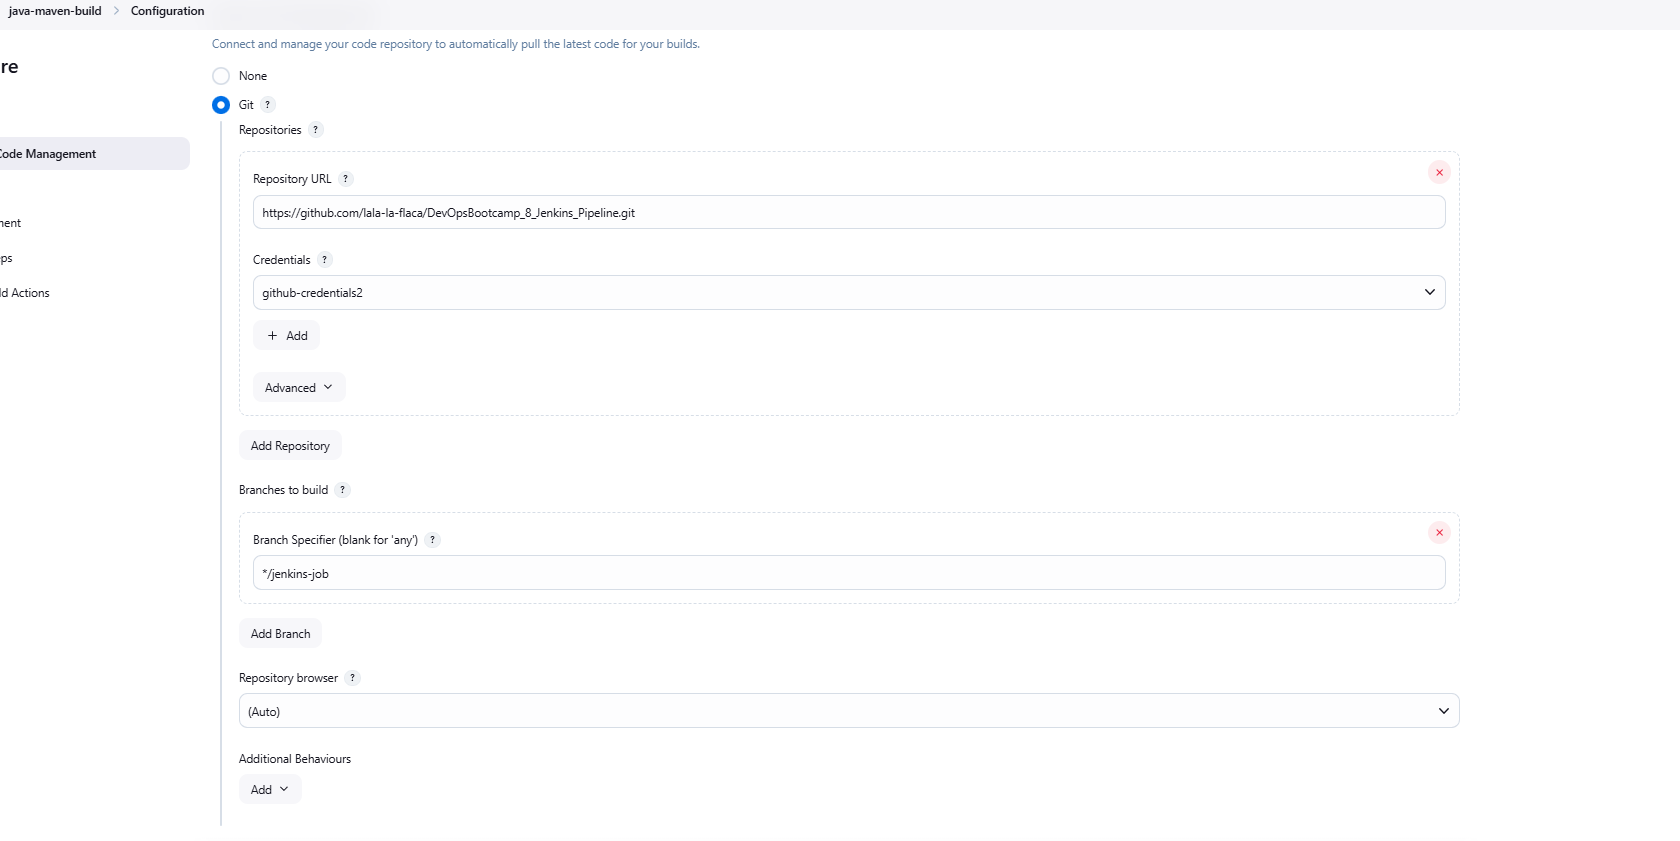 java-maven-build > Configuration
Connect and manage your code repository to automatically pull the latest code for your builds.
re
None
Git ?
Repositories ?
Code Management
Repository URL ?
https://github.com/lala-la-flaca/DevOpsBootcamp_8_Jenkins_Pipeline.git
nent
ps
Credentials ?
github-credentials2
ld Actions
+ Add
Advanced
Add Repository
Branches to build ?
Branch Specifier (blank for 'any') ?
*/jenkins-job
Add Branch
Repository browser ?
(Auto)
Additional Behaviours
Add